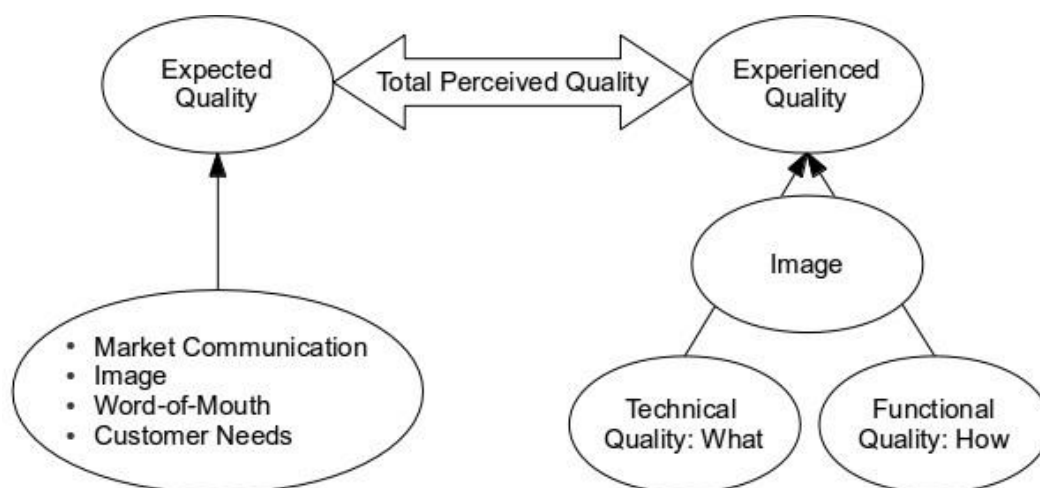 Expected
Quality
Total Perceived Quality
Experienced
Quality
Image
• Market Communication
• Image
• Word-of-Mouth
• Customer Needs
Technical
Quality: What
Functional
Quality: How